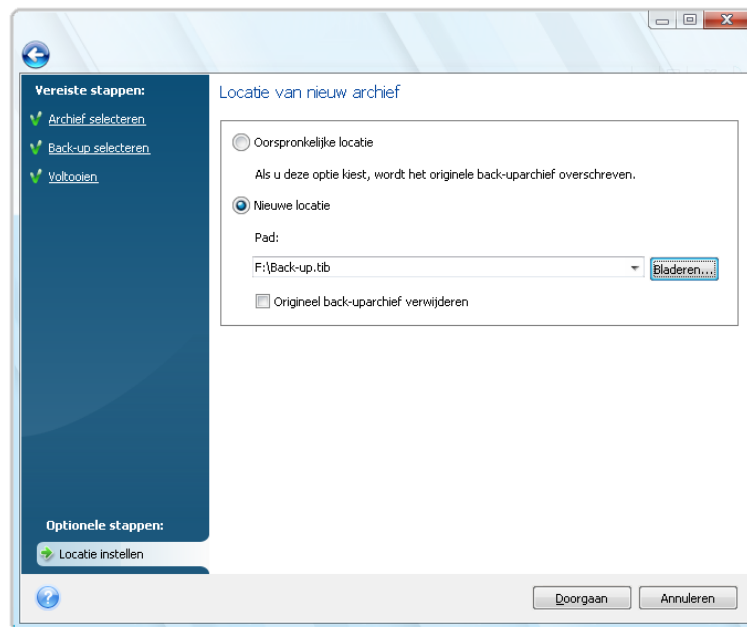 Vereiste stappen:
Archief selecteren
Back-up selecteren
Voltooien
Optionele stappen:
Locatie instellen
Locatie van nieuw archief
Oorspronkelijke locatie
Als u deze optie kiest, wordt het originele back-uparchief overschreven.
Nieuwe locatie
Pad:
F:\Back-up.tib
Bladeren...
Origineel back-uparchief verwijderen
Doorgaan
Annuleren